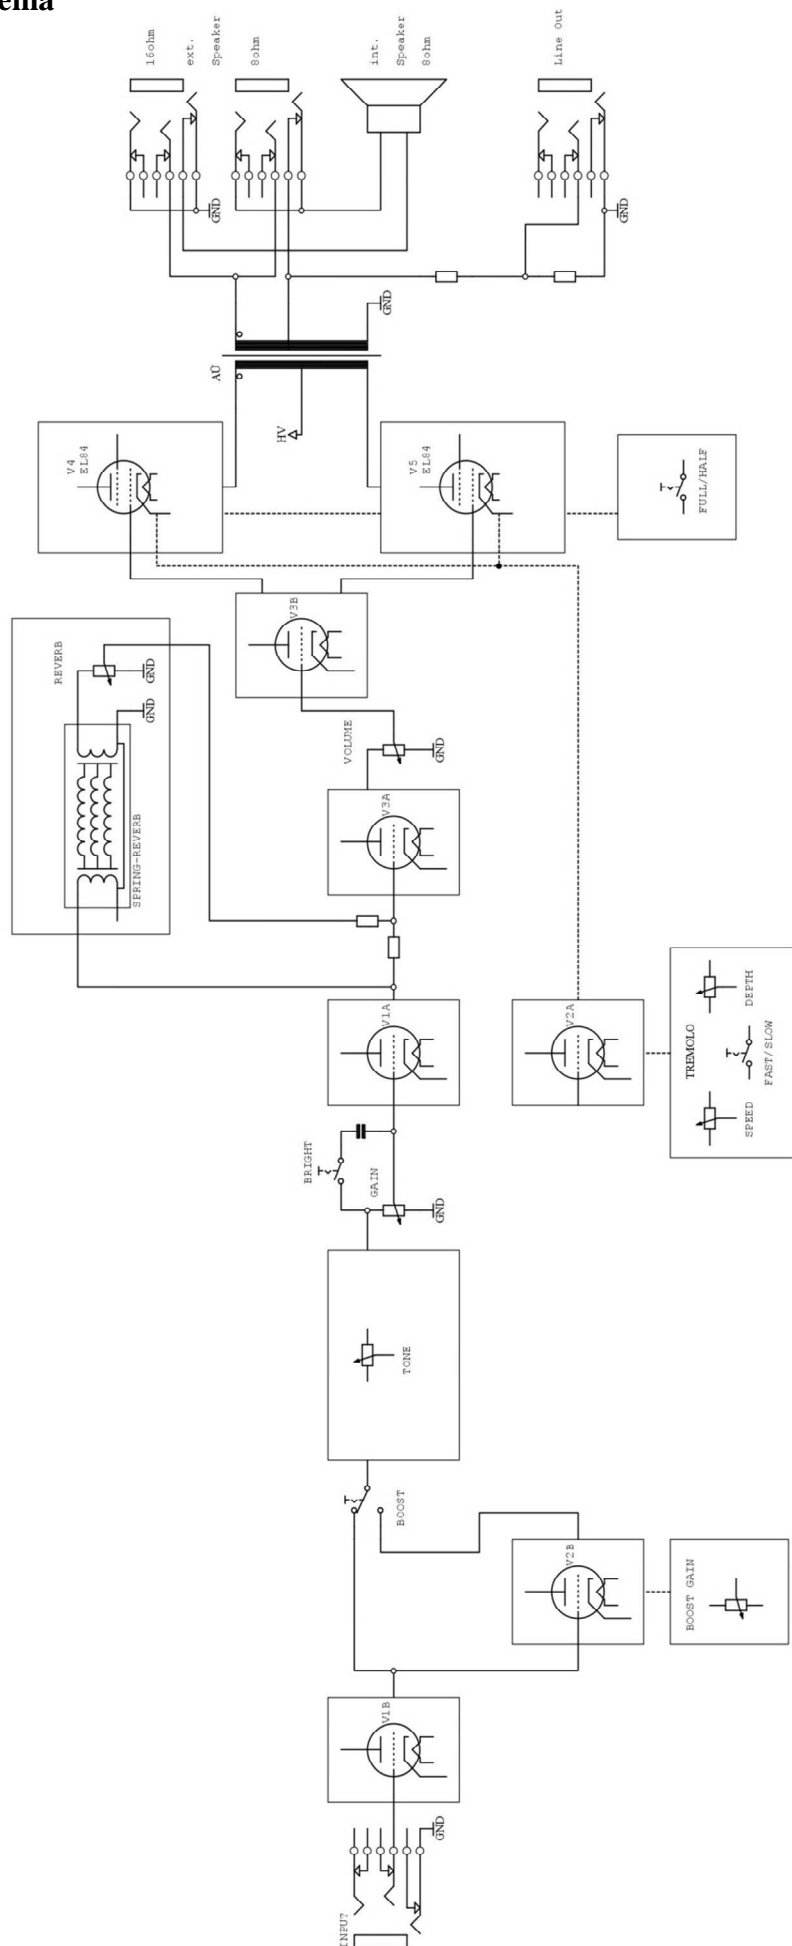 ema
16ohm
ext.
Speaker
8ohm
int.
Speaker
8ohm
Line Out
GND
GND
GND
AÜ
HV
V4
EL84
V5
EL84
FULL/HALF
V3B
REVERB
GND
GND
SPRING-REVERB
VOLUME
GND
V3A
V1A
V2A
TREMOLO
DEPTH
FAST/SLOW
SPEED
BRIGHT
GAIN
GND
TONE
BOOST
V2B
BOOST GAIN
V1B
GND
INPUT